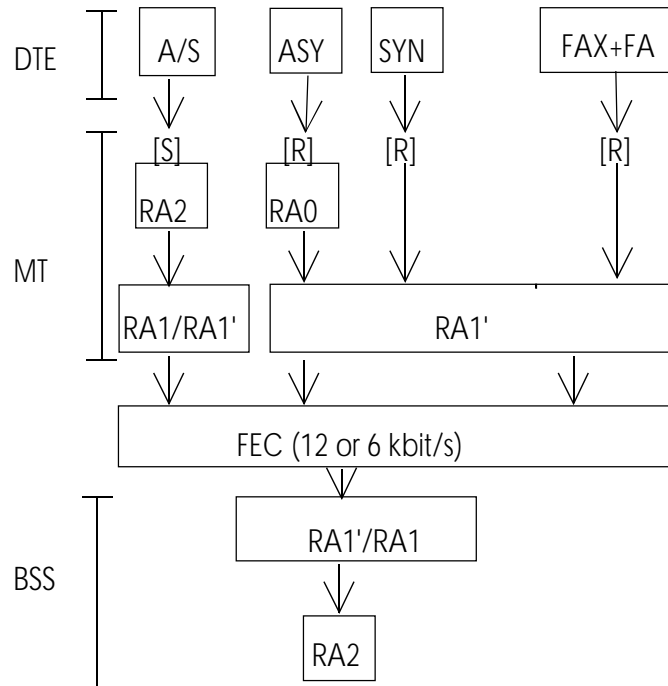 DTE
A/S
ASY
SYN
FAX+FA
[S]
[R]
[R]
[R]
MT
RA2
RA0
RA1/RA1'
RA1'
FEC (12 or 6 kbit/s)
BSS
RA1'/RA1
RA2